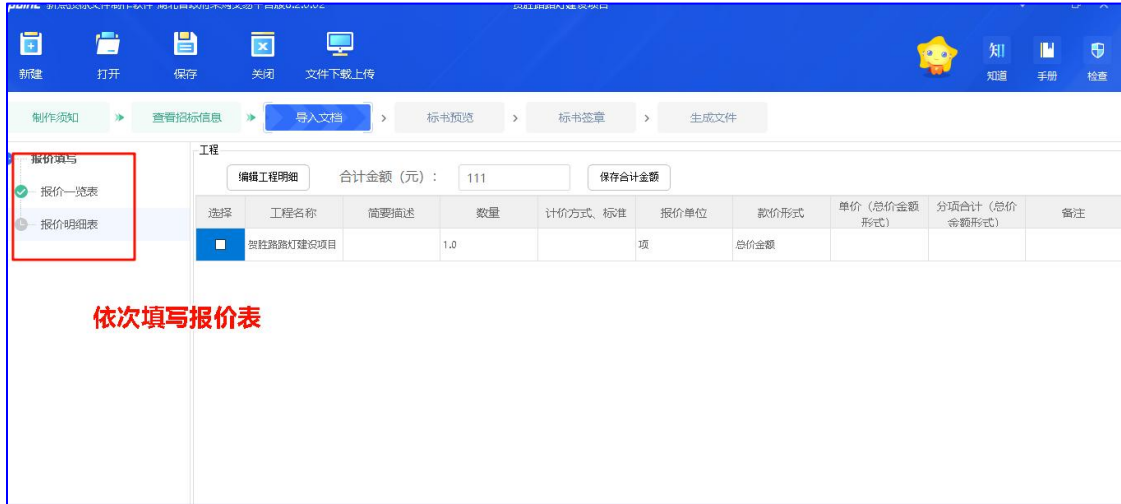 新建 打开 保存 关闭 文件下载上传 知道 手册 检查
制作须知 查看招标信息 导入文档 标书预览 标书签章 生成文件
报价填写
报价一览表
报价明细表
工程
编辑工程明细 合计金额（元）： 111 保存合计金额
选择 工程名称 简要描述 数量 计价方式、标准 报价单位 款价形式 单价（总价金额形式） 分项合计（总价金额形式） 备注
贺胜路路灯建设项目 1.0 项 总价金额
依次填写报价表